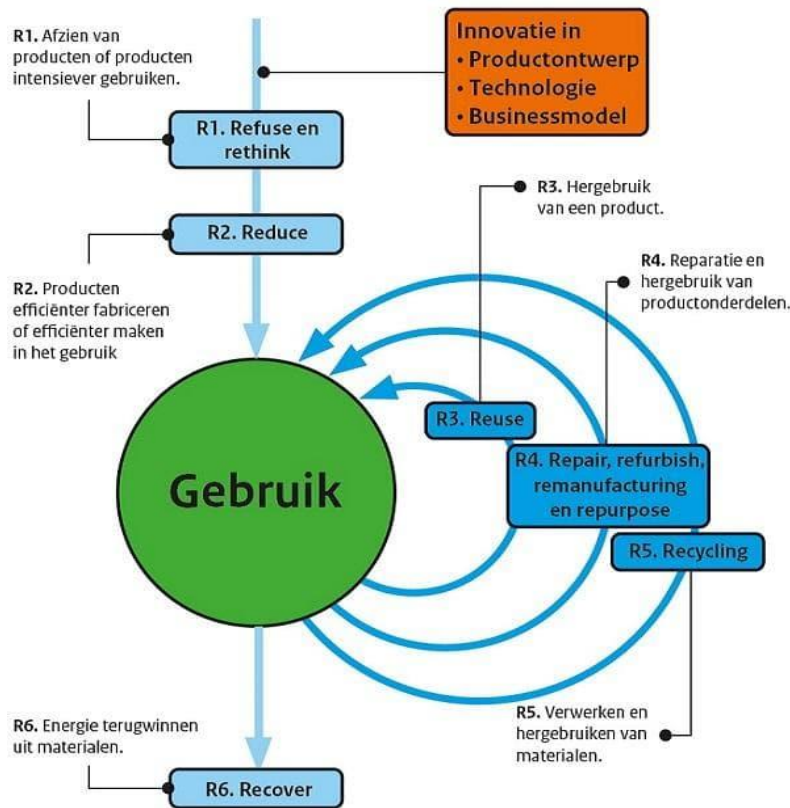 R1. Afzien van
producten of producten
intensiever gebruiken.
Innovatie in
• Productontwerp
• Technologie
• Businessmodel
R1. Refuse en
rethink
R3. Hergebruik
van een product.
R2. Reduce
R4. Reparatie en
hergebruik van
productonderdelen.
R2. Producten
efficiënter fabriceren
of efficiënter maken
in het gebruik
R3. Reuse
Gebruik
R4. Repair, refurbish,
remanufacturing
en repurpose
R5. Recycling
R5. Verwerken en
hergebruiken van
materialen.
R6. Energie terugwinnen
uit materialen.
R6. Recover